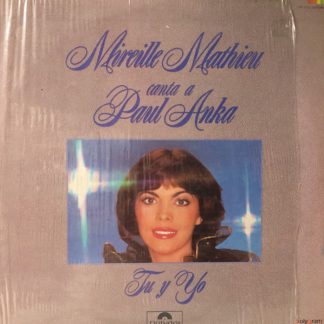 Mireille Mathieu
canta a
Paul Anka
Tu y Yo